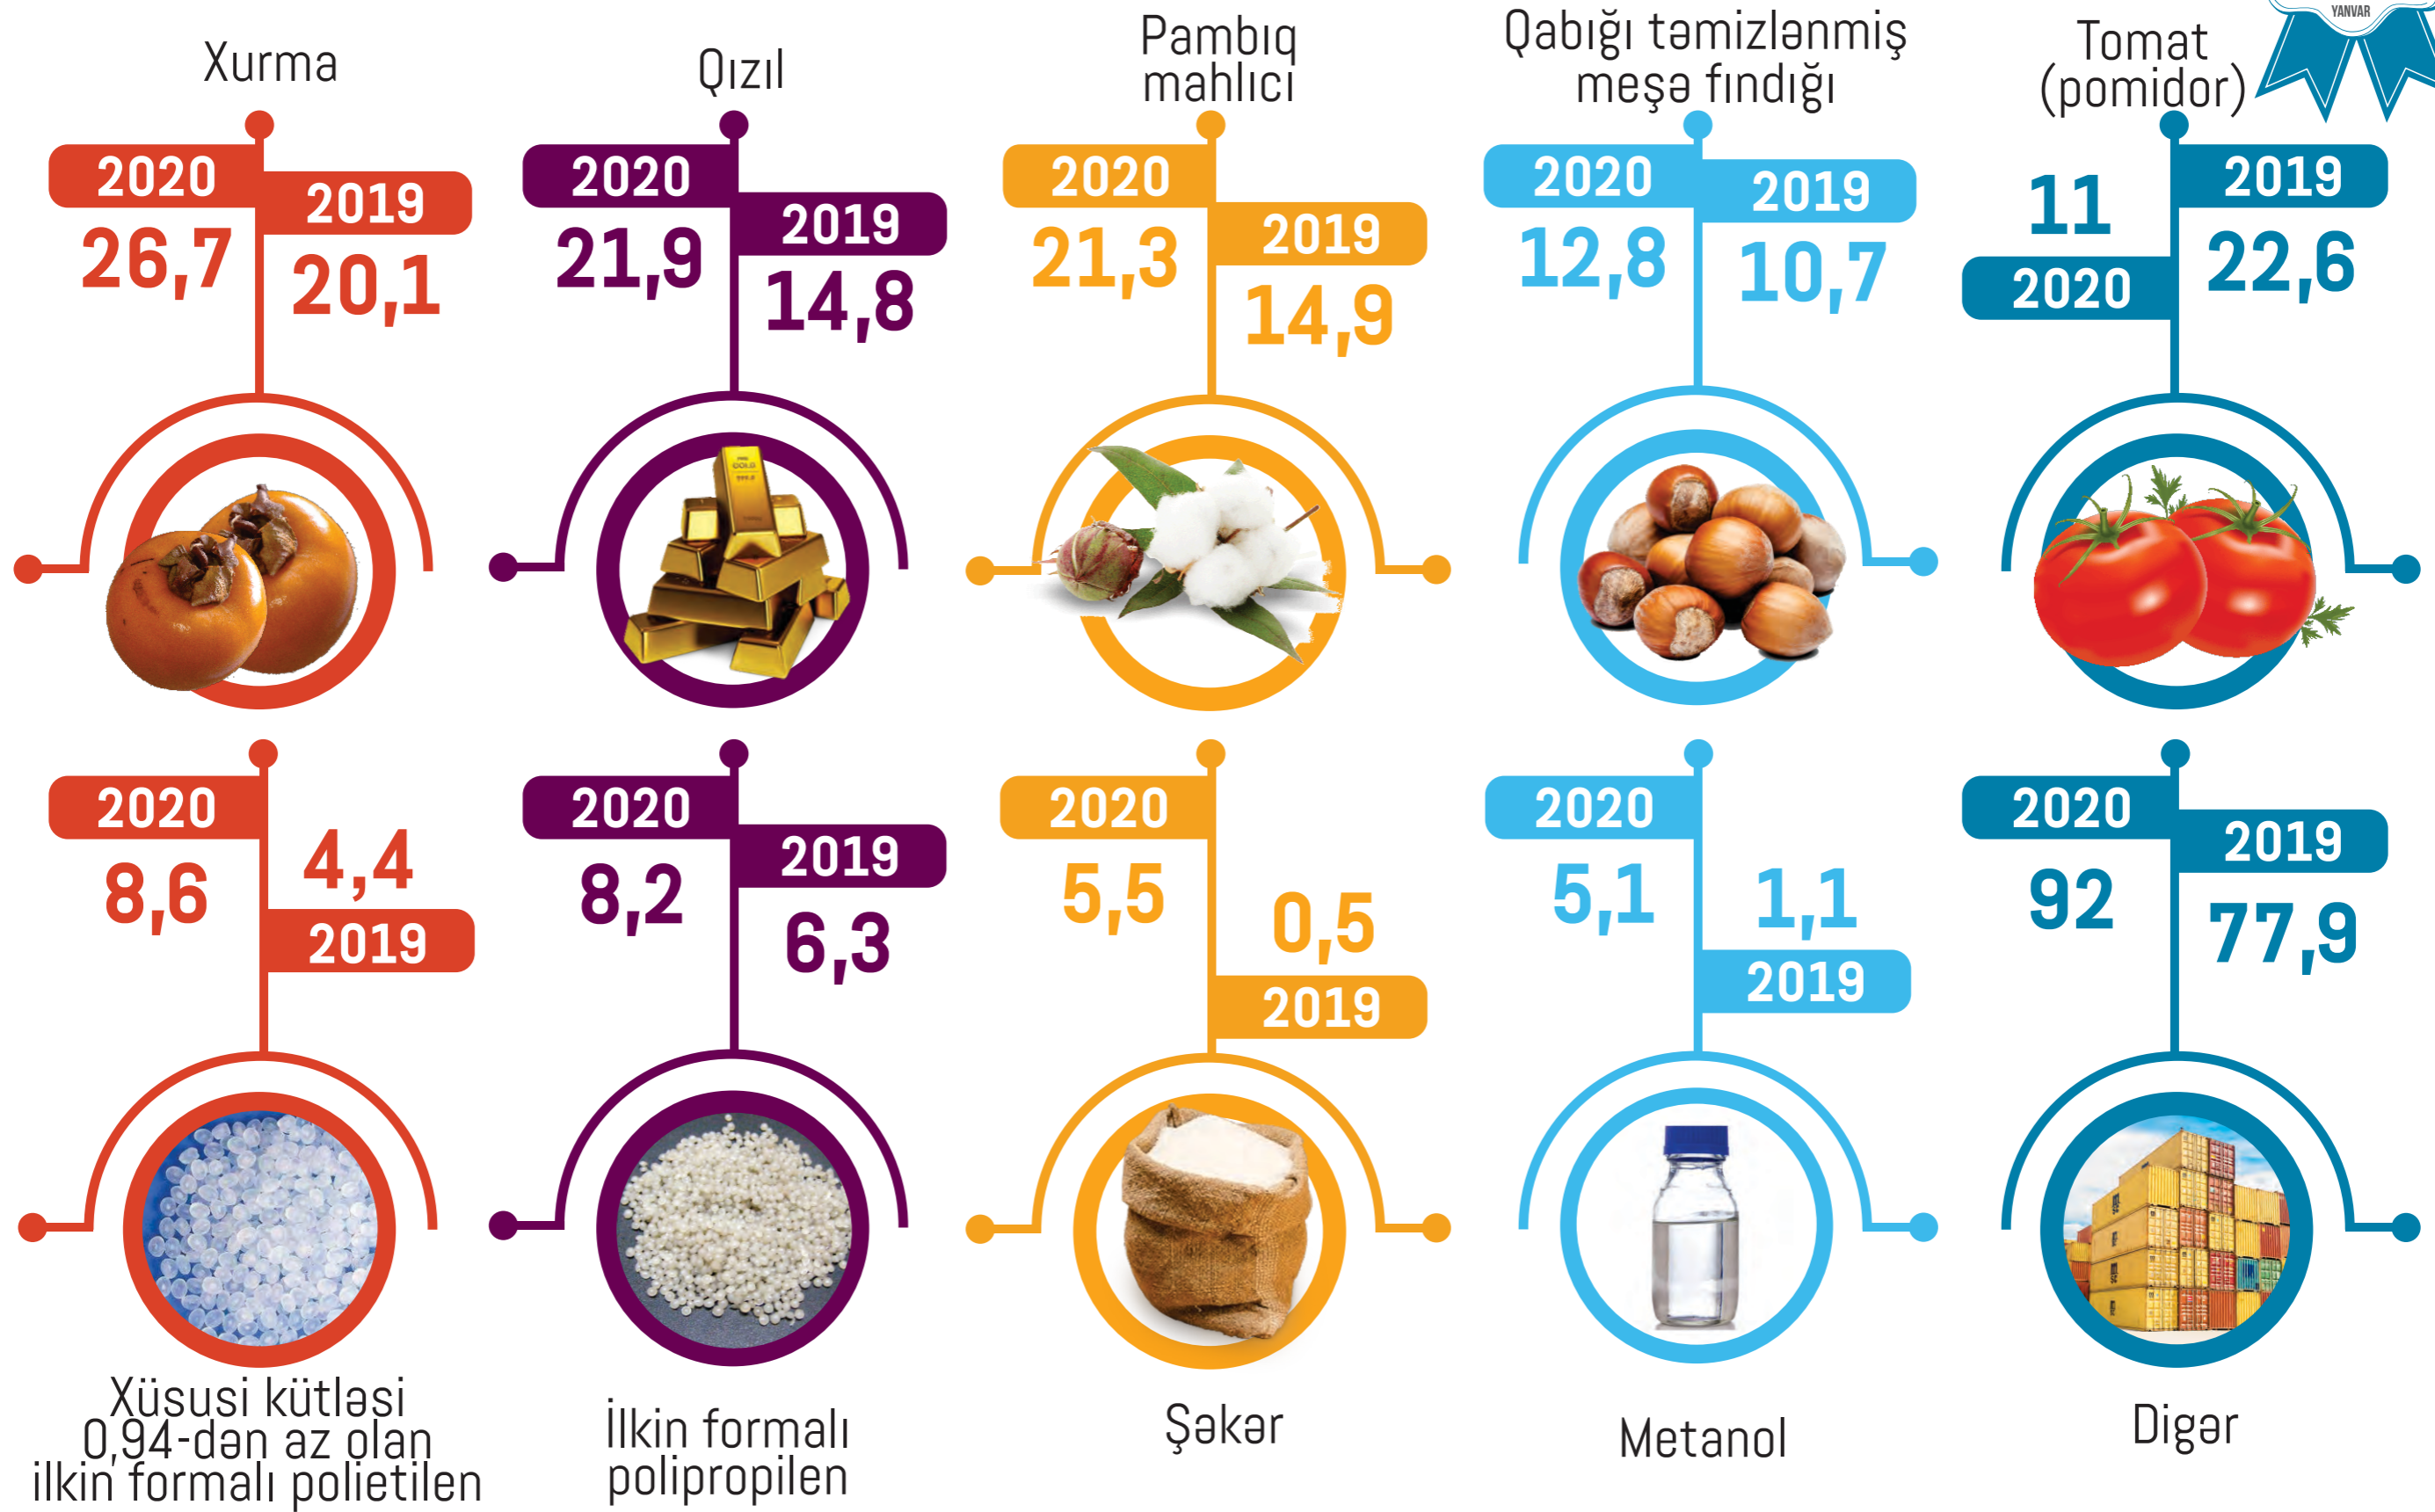 YANVAR
Xurma
2020
2019
26,7
20,1
Qızıl
2020
2019
21,9
14,8
Pambıq
mahlıcı
2020
2019
21,3
14,9
Qabığı təmizlənmiş
meşə fındığı
2020
2019
12,8
10,7
Tomat
(pomidor)
11
2019
2020
22,6
2020
4,4
8,6
2019
Xüsusi kütləsi
0,94-dən az olan
ilkin formalı polietilen
2020
2019
8,2
6,3
İlkin formalı
polipropilen
2020
5,5
0,5
2019
Şəkər
2020
5,1
1,1
2019
Metanol
2020
2019
92
77,9
Digər